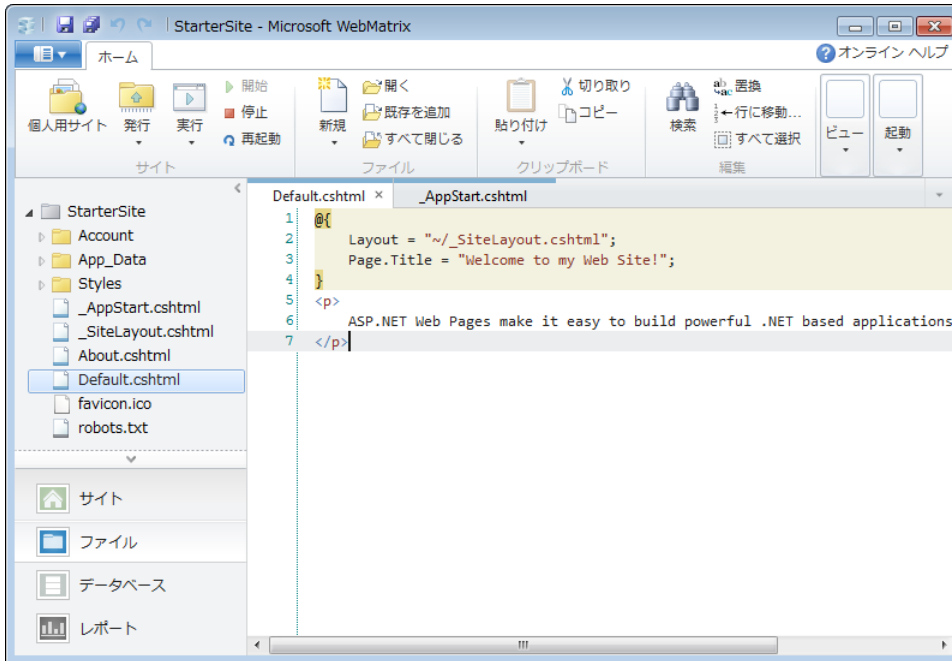 StarterSite - Microsoft WebMatrix
ホーム
オンライン ヘルプ
個人用サイト
発行
実行
開始
停止
再起動
サイト
新規
開く
既存を追加
すべて閉じる
ファイル
貼り付け
切り取り
コピー
クリップボード
検索
置換
行に移動...
すべて選択
編集
ビュー
起動
StarterSite
Account
App_Data
Styles
_AppStart.cshtml
_SiteLayout.cshtml
About.cshtml
Default.cshtml
favicon.ico
robots.txt
サイト
ファイル
データベース
レポート
Default.cshtml ×
_AppStart.cshtml
1 @{
2 Layout = "~/_SiteLayout.cshtml";
3 Page.Title = "Welcome to my Web Site!";
4 }
5 <p>
6 ASP.NET Web Pages make it easy to build powerful .NET based applications
7 </p>